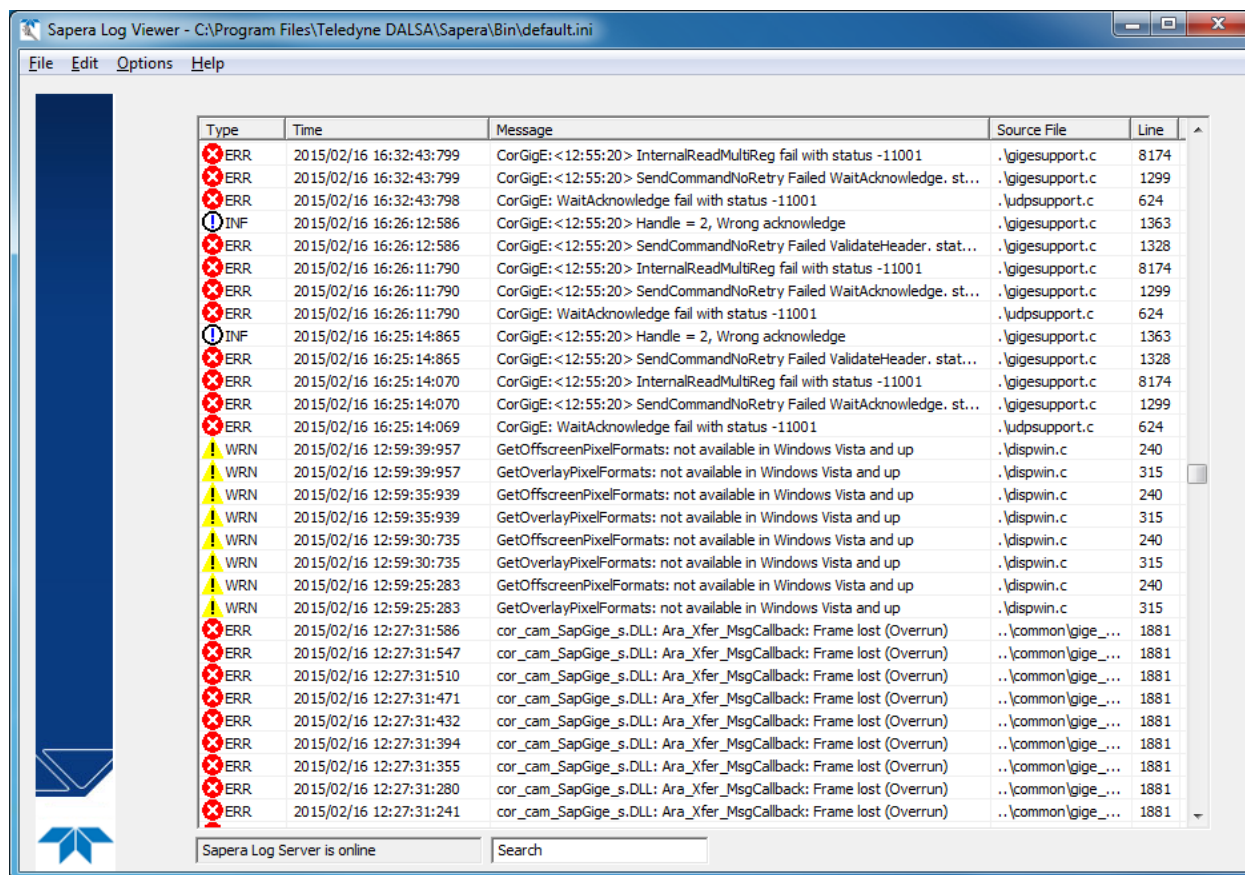 Sapera Log Viewer - C:\Program Files\Teledyne DALSA\Sapera\Bin\default.ini
File Edit Options Help
Type Time Message Source File Line
ERR 2015/02/16 16:32:43:799 CorGigE:<12:55:20> InternalReadMultiReg fail with status -11001 .\gigesupport.c 8174
ERR 2015/02/16 16:32:43:799 CorGigE:<12:55:20> SendCommandNoRetry Failed WaitAcknowledge. st... .\gigesupport.c 1299
ERR 2015/02/16 16:32:43:798 CorGigE: WaitAcknowledge fail with status -11001 .\udpsupport.c 624
INF 2015/02/16 16:26:12:586 CorGigE:<12:55:20> Handle = 2, Wrong acknowledge .\gigesupport.c 1363
ERR 2015/02/16 16:26:12:586 CorGigE:<12:55:20> SendCommandNoRetry Failed ValidateHeader. stat... .\gigesupport.c 1328
ERR 2015/02/16 16:26:11:790 CorGigE:<12:55:20> InternalReadMultiReg fail with status -11001 .\gigesupport.c 8174
ERR 2015/02/16 16:26:11:790 CorGigE:<12:55:20> SendCommandNoRetry Failed WaitAcknowledge. st... .\gigesupport.c 1299
ERR 2015/02/16 16:26:11:790 CorGigE: WaitAcknowledge fail with status -11001 .\udpsupport.c 624
INF 2015/02/16 16:25:14:865 CorGigE:<12:55:20> Handle = 2, Wrong acknowledge .\gigesupport.c 1363
ERR 2015/02/16 16:25:14:865 CorGigE:<12:55:20> SendCommandNoRetry Failed ValidateHeader. stat... .\gigesupport.c 1328
ERR 2015/02/16 16:25:14:070 CorGigE:<12:55:20> InternalReadMultiReg fail with status -11001 .\gigesupport.c 8174
ERR 2015/02/16 16:25:14:070 CorGigE:<12:55:20> SendCommandNoRetry Failed WaitAcknowledge. st... .\gigesupport.c 1299
ERR 2015/02/16 16:25:14:069 CorGigE: WaitAcknowledge fail with status -11001 .\udpsupport.c 624
WRN 2015/02/16 12:59:39:957 GetOffscreenPixelFormats: not available in Windows Vista and up .\dispwin.c 240
WRN 2015/02/16 12:59:39:957 GetOverlayPixelFormats: not available in Windows Vista and up .\dispwin.c 315
WRN 2015/02/16 12:59:35:939 GetOffscreenPixelFormats: not available in Windows Vista and up .\dispwin.c 240
WRN 2015/02/16 12:59:35:939 GetOverlayPixelFormats: not available in Windows Vista and up .\dispwin.c 315
WRN 2015/02/16 12:59:30:735 GetOffscreenPixelFormats: not available in Windows Vista and up .\dispwin.c 240
WRN 2015/02/16 12:59:30:735 GetOverlayPixelFormats: not available in Windows Vista and up .\dispwin.c 315
WRN 2015/02/16 12:59:25:283 GetOffscreenPixelFormats: not available in Windows Vista and up .\dispwin.c 240
WRN 2015/02/16 12:59:25:283 GetOverlayPixelFormats: not available in Windows Vista and up .\dispwin.c 315
ERR 2015/02/16 12:27:31:586 cor_cam_SapGige_s.DLL: Ara_Xfer_MsgCallback: Frame lost (Overrun) ..\common\gige_... 1881
ERR 2015/02/16 12:27:31:547 cor_cam_SapGige_s.DLL: Ara_Xfer_MsgCallback: Frame lost (Overrun) ..\common\gige_... 1881
ERR 2015/02/16 12:27:31:510 cor_cam_SapGige_s.DLL: Ara_Xfer_MsgCallback: Frame lost (Overrun) ..\common\gige_... 1881
ERR 2015/02/16 12:27:31:471 cor_cam_SapGige_s.DLL: Ara_Xfer_MsgCallback: Frame lost (Overrun) ..\common\gige_... 1881
ERR 2015/02/16 12:27:31:432 cor_cam_SapGige_s.DLL: Ara_Xfer_MsgCallback: Frame lost (Overrun) ..\common\gige_... 1881
ERR 2015/02/16 12:27:31:394 cor_cam_SapGige_s.DLL: Ara_Xfer_MsgCallback: Frame lost (Overrun) ..\common\gige_... 1881
ERR 2015/02/16 12:27:31:355 cor_cam_SapGige_s.DLL: Ara_Xfer_MsgCallback: Frame lost (Overrun) ..\common\gige_... 1881
ERR 2015/02/16 12:27:31:280 cor_cam_SapGige_s.DLL: Ara_Xfer_MsgCallback: Frame lost (Overrun) ..\common\gige_... 1881
ERR 2015/02/16 12:27:31:241 cor_cam_SapGige_s.DLL: Ara_Xfer_MsgCallback: Frame lost (Overrun) ..\common\gige_... 1881
Sapera Log Server is online Search